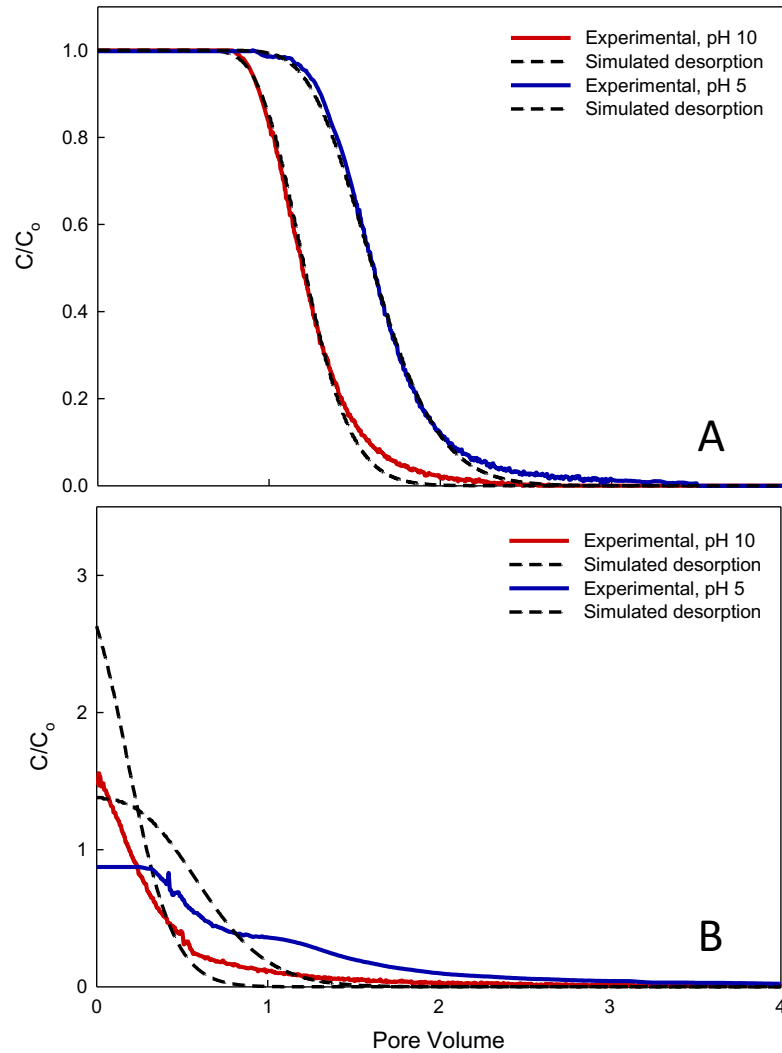 1.0
0.8
0.6
0.4
0.2
0.0
C/Co
Experimental, pH 10
Simulated desorption
Experimental, pH 5
Simulated desorption
A
3
2
1
0
C/Co
Experimental, pH 10
Simulated desorption
Experimental, pH 5
Simulated desorption
B
0 1 2 3 4
Pore Volume